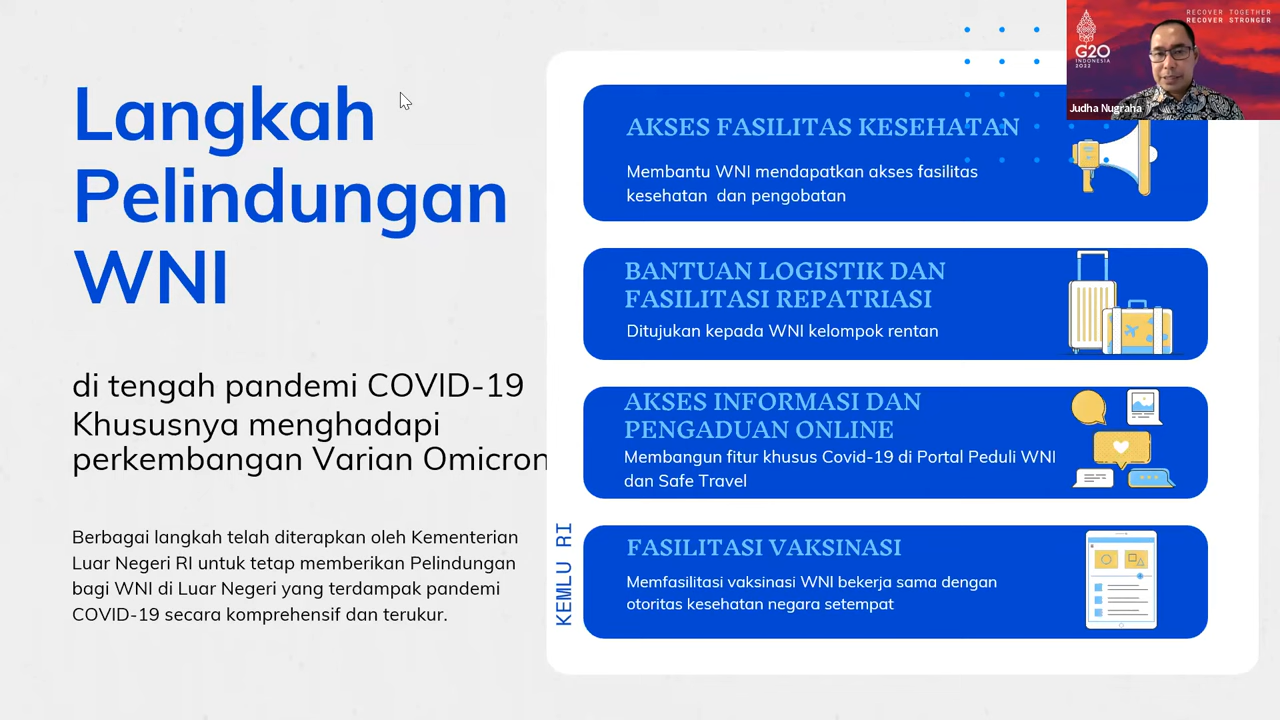 Langkah
Pelindungan
WNI
di tengah pandemi COVID-19
Khususnya menghadapi
perkembangan Varian Omicron
Berbagai langkah telah diterapkan oleh Kementerian
Luar Negeri RI untuk tetap memberikan Pelindungan
bagi WNI di Luar Negeri yang terdampak pandemi
COVID-19 secara komprehensif dan terukur.
KEMLU RI
AKSES FASILITAS KESEHATAN
Membantu WNI mendapatkan akses fasilitas
kesehatan dan pengobatan
BANTUAN LOGISTIK DAN
FASILITASI REPATRIASI
Ditujukan kepada WNI kelompok rentan
AKSES INFORMASI DAN
PENGADUAN ONLINE
Membangun fitur khusus Covid-19 di Portal Peduli WNI
dan Safe Travel
FASILITASI VAKSINASI
Memfasilitasi vaksinasi WNI bekerja sama dengan
otoritas kesehatan negara setempat
RECOVER TOGETHER
RECOVER STRONGER
G20
INDONESIA
2022
Judha Nugraha